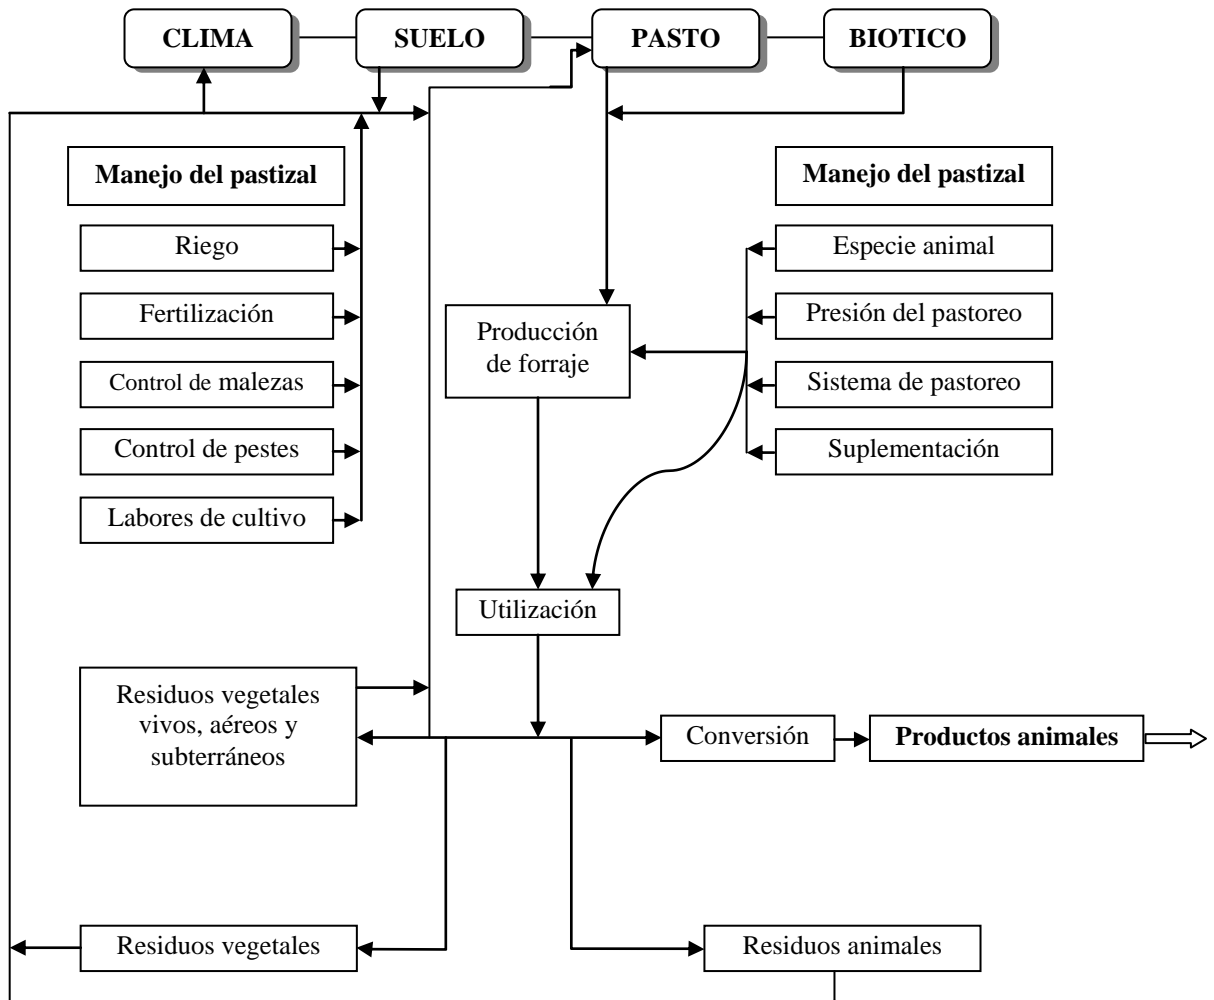 CLIMA
SUELO
PASTO
BIOTICO
Manejo del pastizal
Manejo del pastizal
Riego
Fertilización
Control de malezas
Control de pestes
Labores de cultivo
Especie animal
Presión del pastoreo
Sistema de pastoreo
Suplementación
Producción
de forraje
Utilización
Residuos vegetales
vivos, aéreos y
subterráneos
Conversión
Productos animales
Residuos vegetales
Residuos animales